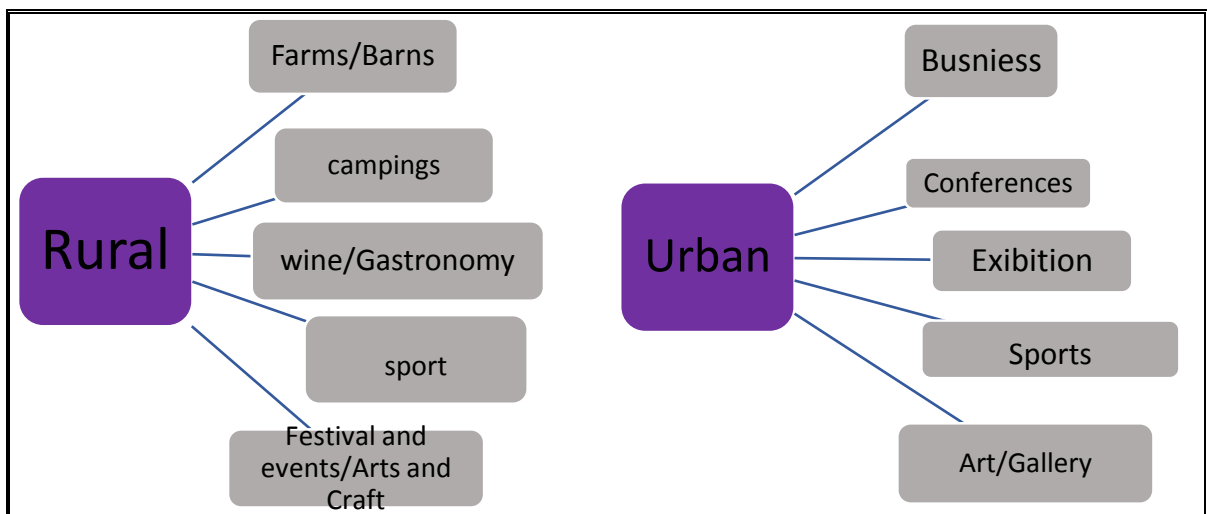 Rural
Farms/Barns
campings
wine/Gastronomy
sport
Festival and
events/Arts and
Craft
Urban
Busniess
Conferences
Exibition
Sports
Art/Gallery